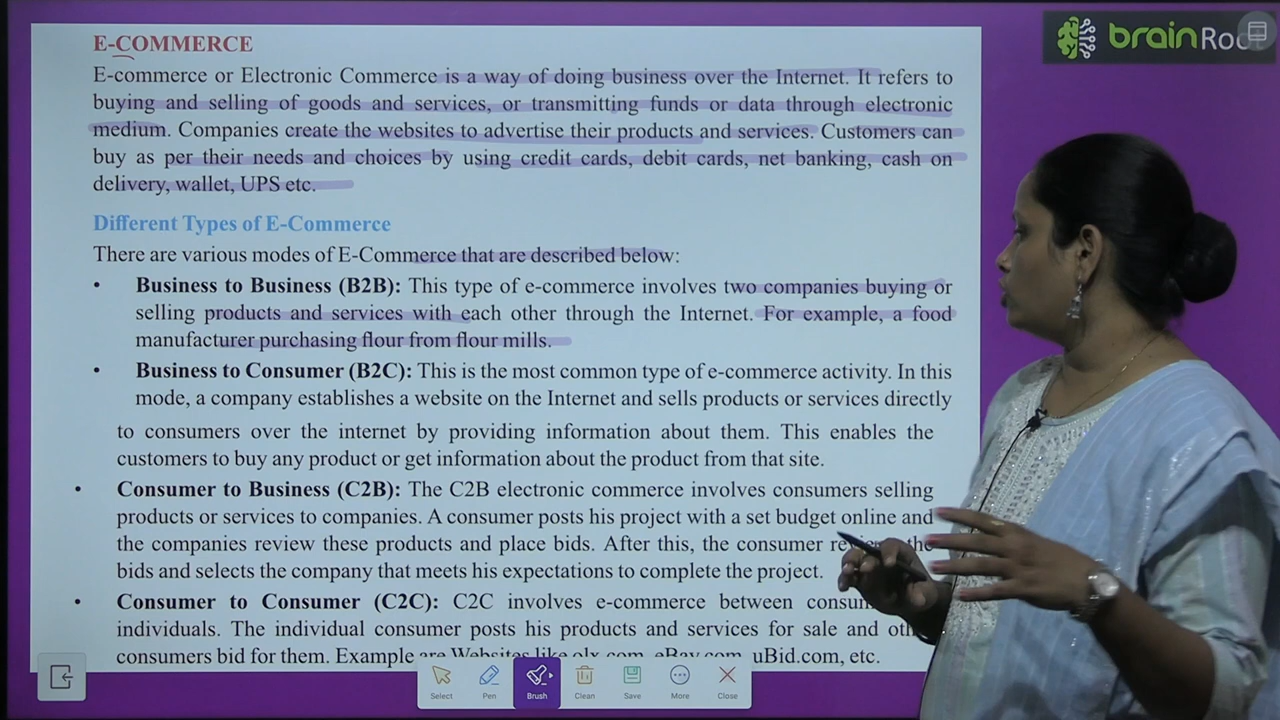 E-COMMERCE
E-commerce or Electronic Commerce is a way of doing business over the Internet. It refers to
buying and selling of goods and services, or transmitting funds or data through electronic
medium. Companies create the websites to advertise their products and services. Customers can
buy as per their needs and choices by using credit cards, debit cards, net banking, cash on
delivery, wallet, UPS etc.
Different Types of E-Commerce
There are various modes of E-Commerce that are described below:
• Business to Business (B2B): This type of e-commerce involves two companies buying or
selling products and services with each other through the Internet. For example, a food
manufacturer purchasing flour from flour mills.
• Business to Consumer (B2C): This is the most common type of e-commerce activity. In this
mode, a company establishes a website on the Internet and sells products or services directly
to consumers over the internet by providing information about them. This enables the
customers to buy any product or get information about the product from that site.
• Consumer to Business (C2B): The C2B electronic commerce involves consumers selling
products or services to companies. A consumer posts his project with a set budget online and
the companies review these products and place bids. After this, the consumer the
bids and selects the company that meets his expectations to complete the project.
• Consumer to Consumer (C2C): C2C involves e-commerce between
individuals. The individual consumer posts his products and services for sale and
consumers bid for them. Example are Websites like olx.com, eBay.com, uBid.com, etc.
brain
Select Pen Brush Clean Save More Close